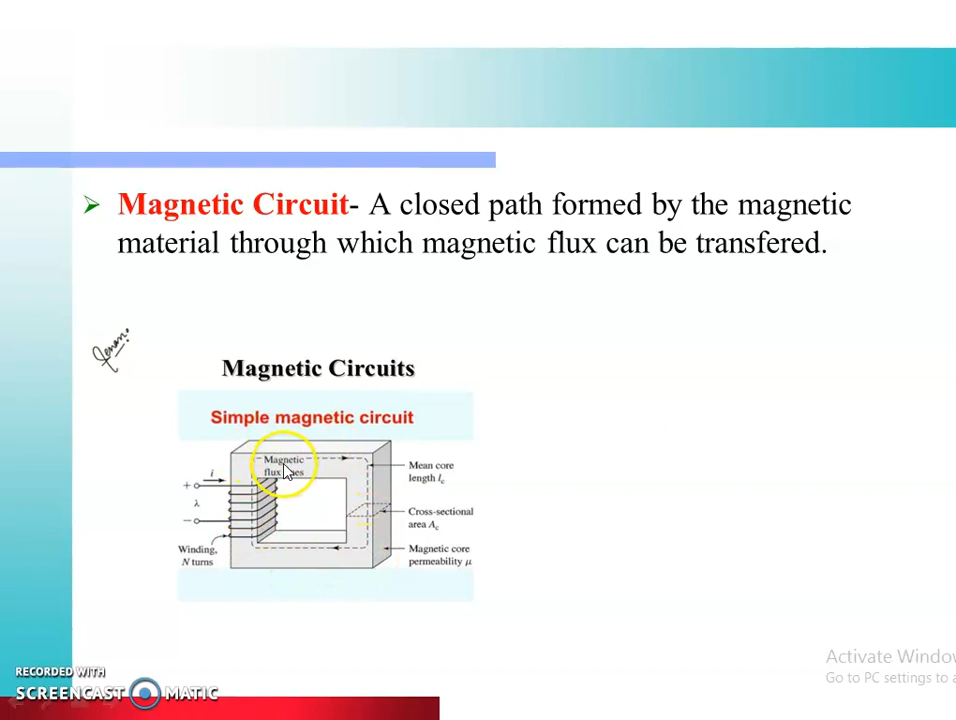 Magnetic Circuit- A closed path formed by the magnetic
material through which magnetic flux can be transfered.
Magnetic Circuits
Simple magnetic circuit
Magnetic
flux
i
+
λ
−
Winding,
N turns
Mean core
length lc
Cross-sectional
area Ac
Magnetic core
permeability μ
Activate Window
Go to PC settings to a
RECORDED WITH
SCREENCAST MATIC